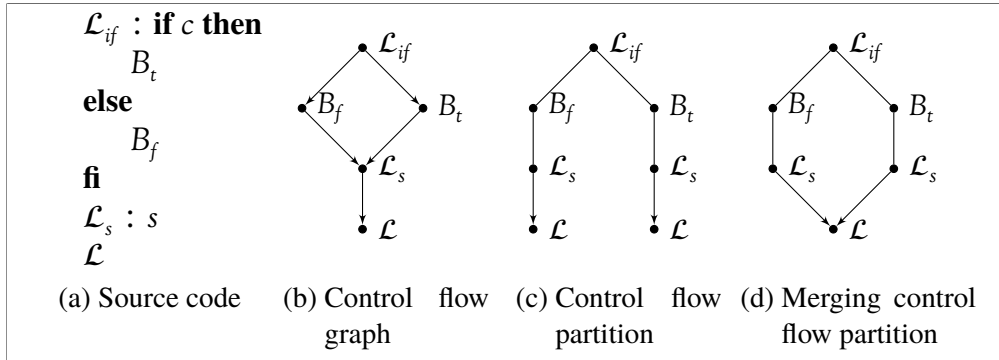 ℒ_if : if c then
B_t
else
B_f
fi
ℒ_s : s
ℒ
(a) Source code
ℒ_if
B_f
B_t
ℒ_s
ℒ
(b) Control flow
graph
ℒ_if
B_f
B_t
ℒ_s
ℒ_s
ℒ
ℒ
(c) Control flow
partition
ℒ_if
B_f
B_t
ℒ_s
ℒ_s
ℒ
(d) Merging control
flow partition